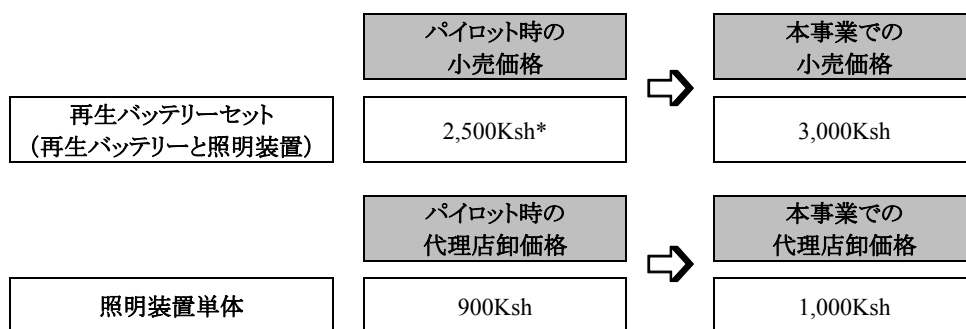 パイロット時の
小売価格
本事業での
小売価格
再生バッテリーセット
(再生バッテリーと照明装置)
2,500Ksh*
3,000Ksh
パイロット時の
代理店卸価格
本事業での
代理店卸価格
照明装置単体
900Ksh
1,000Ksh